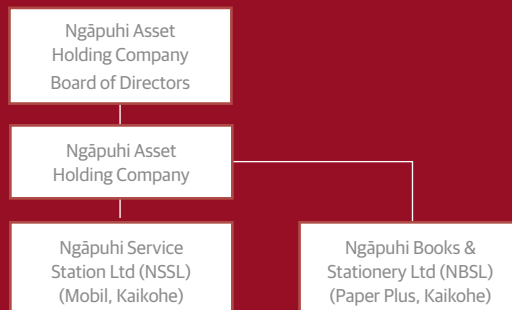 Ngāpuhi Asset
Holding Company
Board of Directors
Ngāpuhi Asset
Holding Company
Ngāpuhi Service
Station Ltd (NSSL)
(Mobil, Kaikohe)
Ngāpuhi Books &
Stationery Ltd (NBSL)
(Paper Plus, Kaikohe)